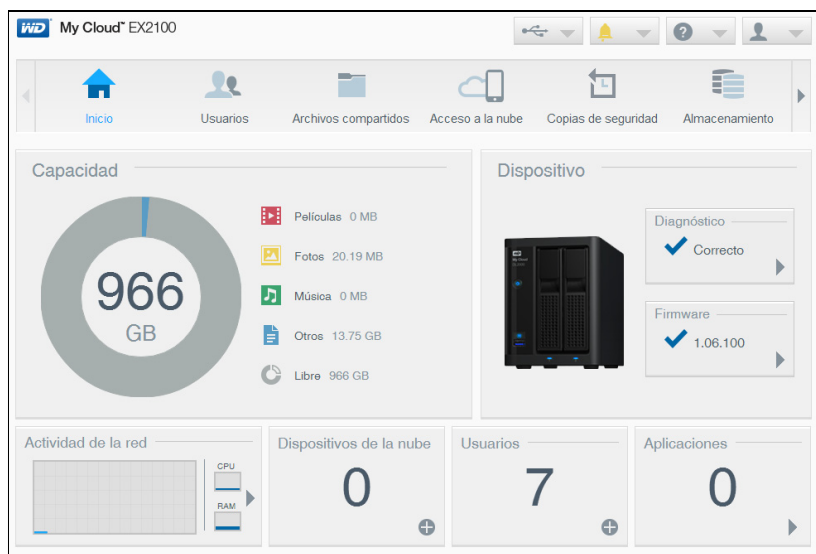 WD My Cloud™ EX2100
Inicio
Usuarios
Archivos compartidos
Acceso a la nube
Copias de seguridad
Almacenamiento
Capacidad
966
GB
Películas 0 MB
Fotos 20.19 MB
Música 0 MB
Otros 13.75 GB
Libre 966 GB
Dispositivo
Diagnóstico
Correcto
Firmware
1.06.100
Actividad de la red
CPU
RAM
Dispositivos de la nube
0
Usuarios
7
Aplicaciones
0